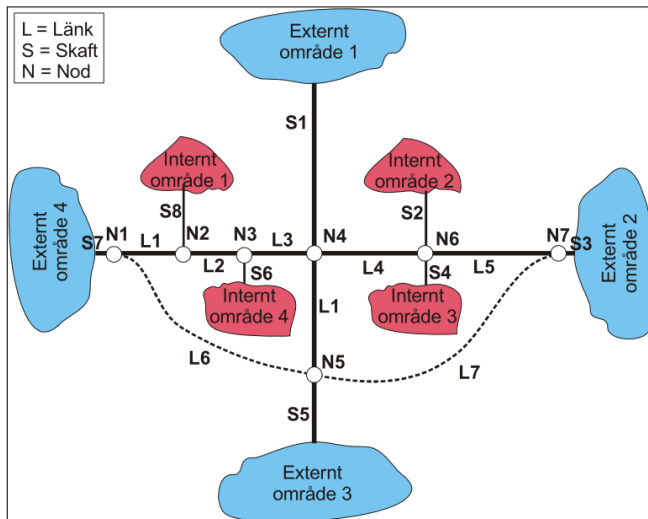 L = Länk
S = Skaft
N = Nod
Externt
område 1
S1
Internt
område 1
Internt
område 2
S8
S2
Externt
område 4
S7
N1
L1
N2
L2
N3
L3
N4
L4
N6
L5
N7
S3
Externt
område 2
S6
S4
Internt
område 4
Internt
område 3
L1
L6
N5
L7
S5
Externt
område 3